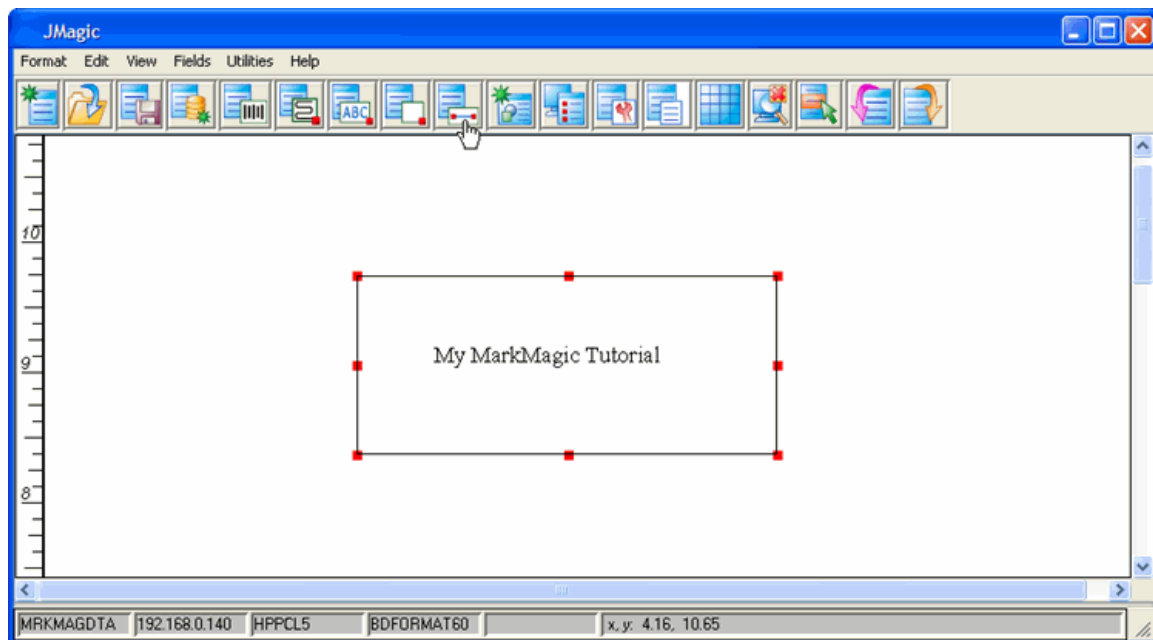 JMagic
Format Edit View Fields Utilities Help
ABC
10
9
My MarkMagic Tutorial
8
MRKMAGDTA 192.168.0.140 HPPCL5 BDFORMAT60 x, y: 4.16, 10.65